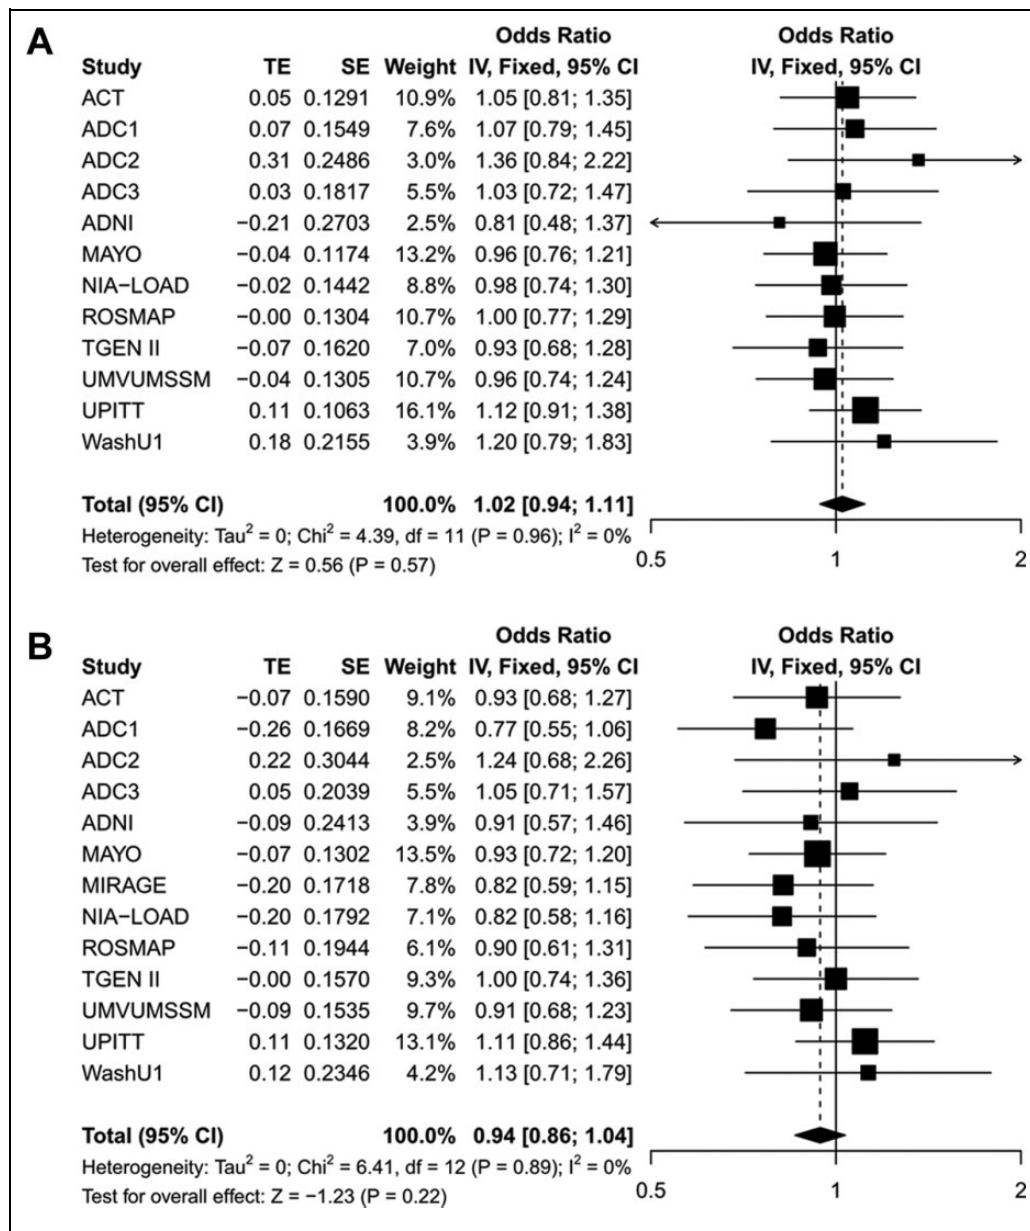 A
Odds Ratio Odds Ratio
Study TE SE Weight IV, Fixed, 95% CI IV, Fixed, 95% CI
ACT 0.05 0.1291 10.9% 1.05 [0.81; 1.35]
ADC1 0.07 0.1549 7.6% 1.07 [0.79; 1.45]
ADC2 0.31 0.2486 3.0% 1.36 [0.84; 2.22]
ADC3 0.03 0.1817 5.5% 1.03 [0.72; 1.47]
ADNI −0.21 0.2703 2.5% 0.81 [0.48; 1.37]
MAYO −0.04 0.1174 13.2% 0.96 [0.76; 1.21]
NIA−LOAD −0.02 0.1442 8.8% 0.98 [0.74; 1.30]
ROSMAP −0.00 0.1304 10.7% 1.00 [0.77; 1.29]
TGEN II −0.07 0.1620 7.0% 0.93 [0.68; 1.28]
UMVUMSSM −0.04 0.1305 10.7% 0.96 [0.74; 1.24]
UPITT 0.11 0.1063 16.1% 1.12 [0.91; 1.38]
WashU1 0.18 0.2155 3.9% 1.20 [0.79; 1.83]
Total (95% CI) 100.0% 1.02 [0.94; 1.11]
Heterogeneity: Tau² = 0; Chi² = 4.39, df = 11 (P = 0.96); I² = 0%
Test for overall effect: Z = 0.56 (P = 0.57)
0.5 1 2
B
Odds Ratio Odds Ratio
Study TE SE Weight IV, Fixed, 95% CI IV, Fixed, 95% CI
ACT −0.07 0.1590 9.1% 0.93 [0.68; 1.27]
ADC1 −0.26 0.1669 8.2% 0.77 [0.55; 1.06]
ADC2 0.22 0.3044 2.5% 1.24 [0.68; 2.26]
ADC3 0.05 0.2039 5.5% 1.05 [0.71; 1.57]
ADNI −0.09 0.2413 3.9% 0.91 [0.57; 1.46]
MAYO −0.07 0.1302 13.5% 0.93 [0.72; 1.20]
MIRAGE −0.20 0.1718 7.8% 0.82 [0.59; 1.15]
NIA−LOAD −0.20 0.1792 7.1% 0.82 [0.58; 1.16]
ROSMAP −0.11 0.1944 6.1% 0.90 [0.61; 1.31]
TGEN II −0.00 0.1570 9.3% 1.00 [0.74; 1.36]
UMVUMSSM −0.09 0.1535 9.7% 0.91 [0.68; 1.23]
UPITT 0.11 0.1320 13.1% 1.11 [0.86; 1.44]
WashU1 0.12 0.2346 4.2% 1.13 [0.71; 1.79]
Total (95% CI) 100.0% 0.94 [0.86; 1.04]
Heterogeneity: Tau² = 0; Chi² = 6.41, df = 12 (P = 0.89); I² = 0%
Test for overall effect: Z = −1.23 (P = 0.22)
0.5 1 2